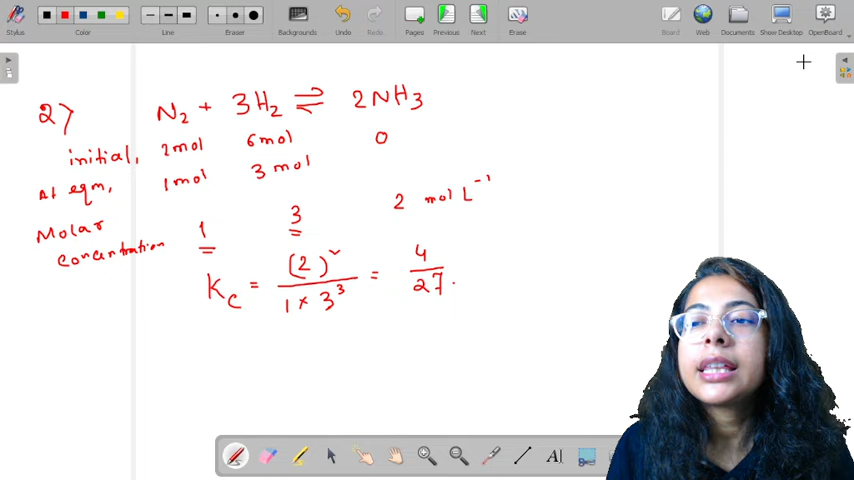 Stylus
Color
Line
Eraser
Backgrounds
Undo
Redo
Pages
Previous
Next
Erase
Board
Web
Documents
Show Desktop
OpenBoard
2> N2 + 3H2 ⇌ 2NH3
initial, 2mol 6mol 0
At eqm, 1mol 3 mol
Molar concentration 1 3 2 mol L⁻¹
Kc = (2)² / 1 × 3³ = 4 / 27.